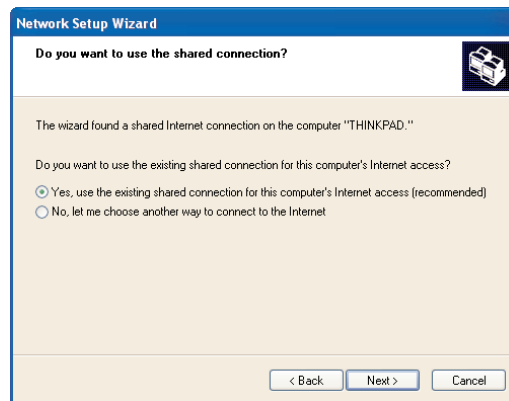 Network Setup Wizard
Do you want to use the shared connection?
The wizard found a shared Internet connection on the computer "THINKPAD."
Do you want to use the existing shared connection for this computer's Internet access?
Yes, use the existing shared connection for this computer's Internet access (recommended)
No, let me choose another way to connect to the Internet
< Back
Next >
Cancel